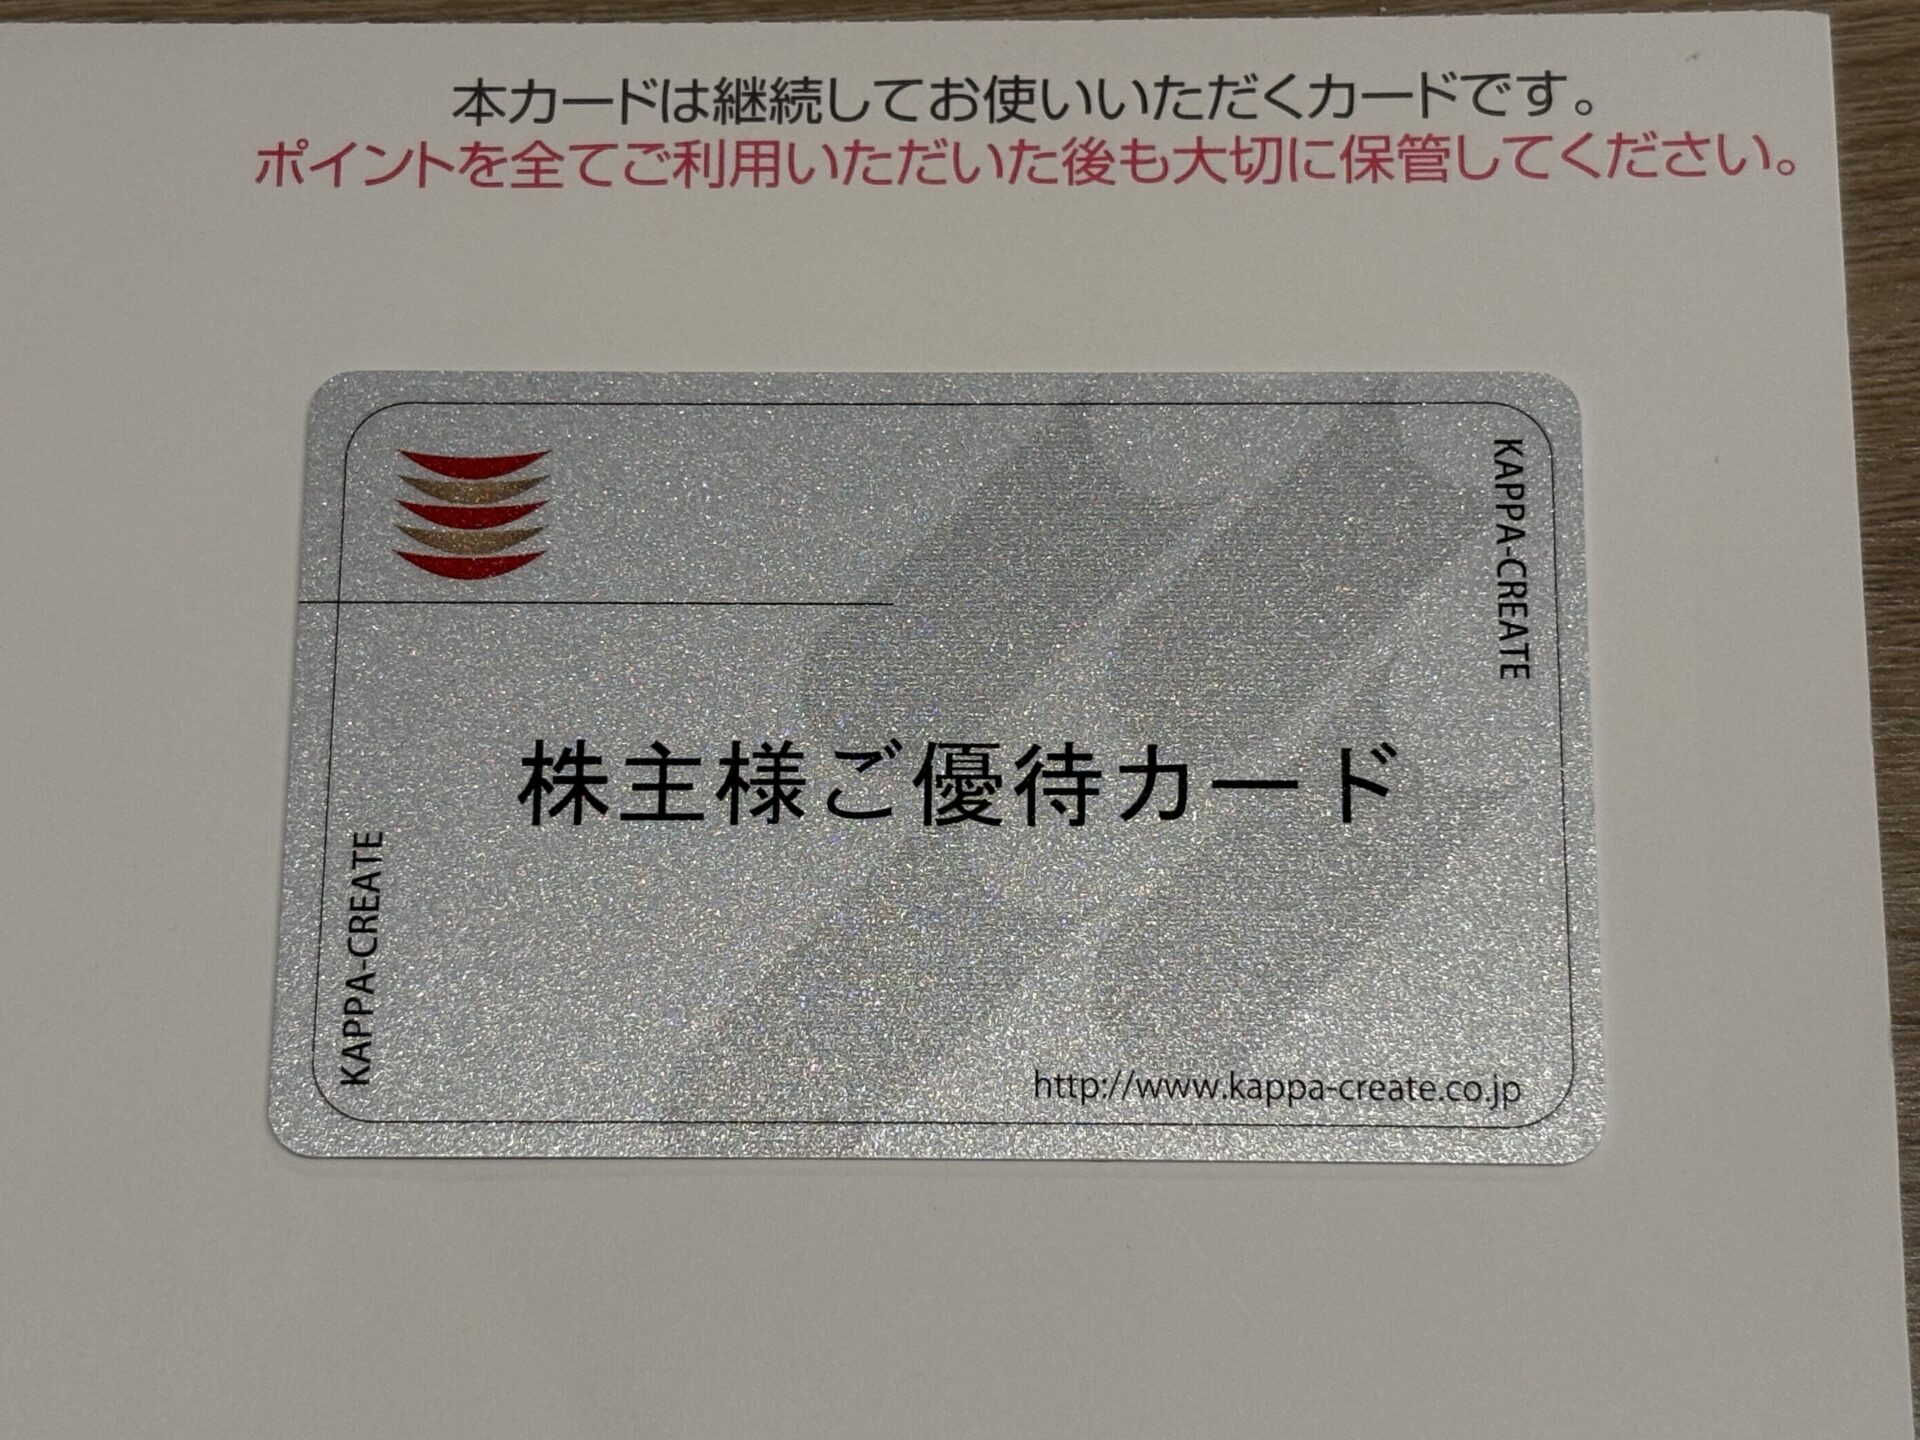 本カードは継続してお使いいただくカードです。
ポイントを全てご利用いただいた後も大切に保管してください。
KAPPA-CREATE
株主様ご優待カード
KAPPA-CREATE
http://www.kappa-create.co.jp